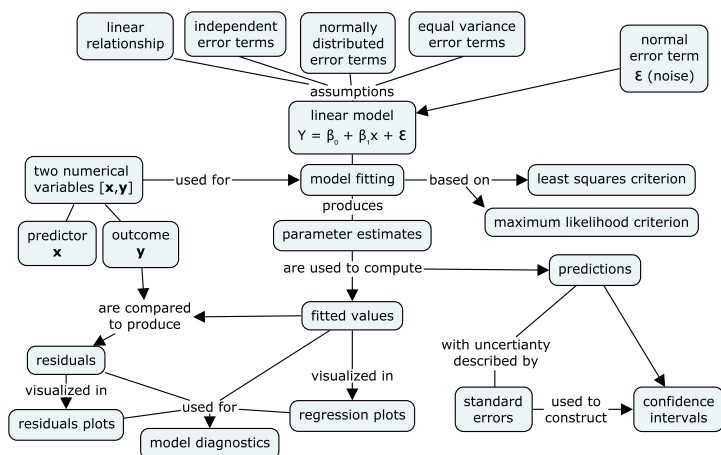 linear
relationship
independent
error terms
normally
distributed
error terms
equal variance
error terms
normal
error term
ε (noise)
assumptions
linear model
Y = β₀ + β₁x + ε
two numerical
variables [x,y]
used for
model fitting
based on
least squares criterion
maximum likelihood criterion
produces
predictor
x
outcome
y
parameter estimates
are used to compute
predictions
are compared
to produce
fitted values
residuals
with uncertianty
described by
visualized in
visualized in
residuals plots
used for
regression plots
model diagnostics
standard
errors
used to
construct
confidence
intervals